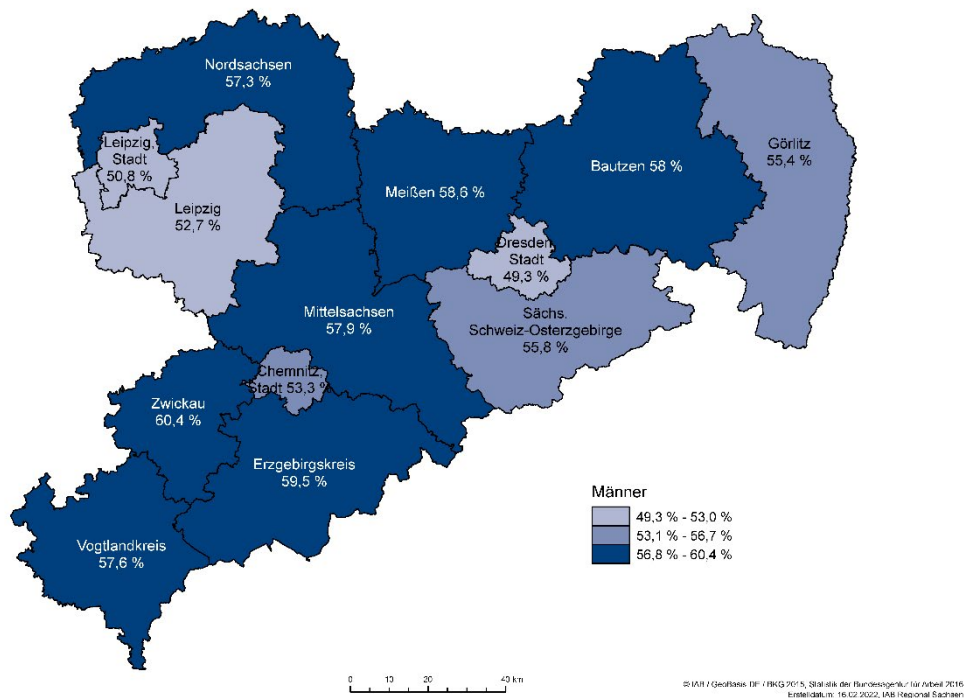 Nordsachsen
57,3 %
Leipzig,
Stadt
50,8 %
Leipzig
52,7 %
Meißen 58,6 %
Bautzen 58 %
Görlitz
55,4 %
Dresden,
Stadt
49,3 %
Mittelsachsen
57,9 %
Sächs.
Schweiz-Osterzgebirge
55,8 %
Chemnitz,
Stadt 53,3 %
Zwickau
60,4 %
Erzgebirgskreis
59,5 %
Vogtlandkreis
57,6 %
Männer
49,3 % - 53,0 %
53,1 % - 56,7 %
56,8 % - 60,4 %
0 10 20 40 km
© IAB / GeoBasis-DE / BKG 2015, Statistik der Bundesagentur für Arbeit 2016
Erstelldatum: 16.02.2022, IAB Regional Sachsen